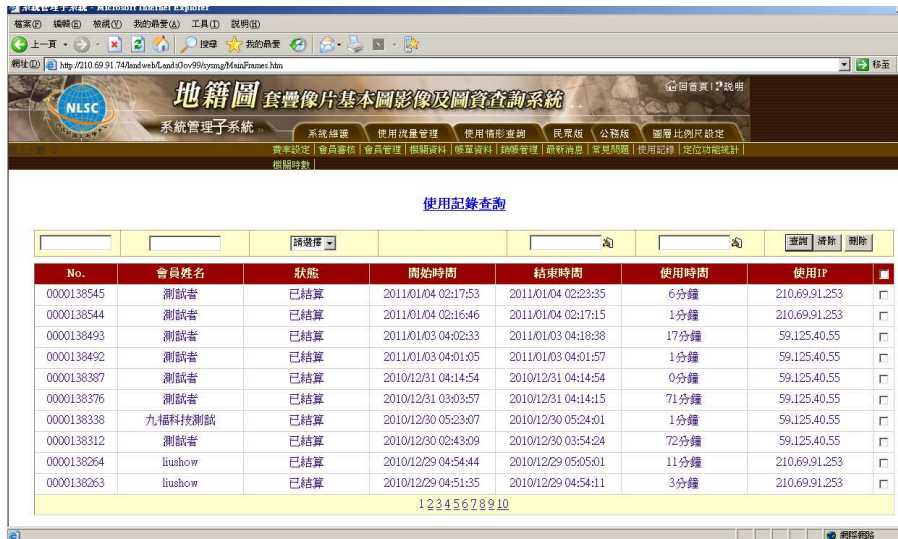 系統管理子系統 - Microsoft Internet Explorer
檔案(F) 編輯(E) 檢視(V) 我的最愛(A) 工具(T) 說明(H)
上一頁 搜尋 我的最愛
網址(D) http://210.69.91.74/landweb/LandsGov99/sysmg/MainFrames.htm 移至
NLSC 地籍圖 套疊像片基本圖影像及圖資查詢系統 回首頁 | 說明
系統管理子系統 系統維護 使用流量管理 使用情形查詢 民眾版 公務版 圖層比例尺設定
費率設定 | 會員審核 | 會員管理 | 機關資料 | 帳單資料 | 銷帳管理 | 最新消息 | 常見問題 | 使用記錄 | 定位功能統計 |
機關時數 |
使用記錄查詢
請選擇 查詢 清除 刪除
No. 會員姓名 狀態 開始時間 結束時間 使用時間 使用IP
0000138545 測試者 已結算 2011/01/04 02:17:53 2011/01/04 02:23:35 6分鐘 210.69.91.253
0000138544 測試者 已結算 2011/01/04 02:16:46 2011/01/04 02:17:15 1分鐘 210.69.91.253
0000138493 測試者 已結算 2011/01/03 04:02:33 2011/01/03 04:18:38 17分鐘 59.125.40.55
0000138492 測試者 已結算 2011/01/03 04:01:05 2011/01/03 04:01:57 1分鐘 59.125.40.55
0000138387 測試者 已結算 2010/12/31 04:14:54 2010/12/31 04:14:54 0分鐘 59.125.40.55
0000138376 測試者 已結算 2010/12/31 03:03:57 2010/12/31 04:14:15 71分鐘 59.125.40.55
0000138338 九福科技測試 已結算 2010/12/30 05:23:07 2010/12/30 05:24:01 1分鐘 59.125.40.55
0000138312 測試者 已結算 2010/12/30 02:43:09 2010/12/30 03:54:24 72分鐘 59.125.40.55
0000138264 liushow 已結算 2010/12/29 04:54:44 2010/12/29 05:05:01 11分鐘 210.69.91.253
0000138263 liushow 已結算 2010/12/29 04:51:35 2010/12/29 04:54:11 3分鐘 210.69.91.253
1 2 3 4 5 6 7 8 9 10
網際網路